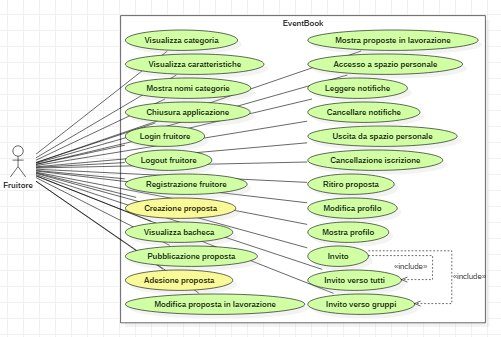 EventBook
Visualizza categoria
Visualizza caratteristiche
Mostra nomi categorie
Chiusura applicazione
Login fruitore
Logout fruitore
Registrazione fruitore
Creazione proposta
Visualizza bacheca
Pubblicazione proposta
Adesione proposta
Modifica proposta in lavorazione
Mostra proposte in lavorazione
Accesso a spazio personale
Leggere notifiche
Cancellare notifiche
Uscita da spazio personale
Cancellazione iscrizione
Ritiro proposta
Modifica profilo
Mostra profilo
Invito
Invito verso tutti
Invito verso gruppi
«include»
«include»
Fruitore